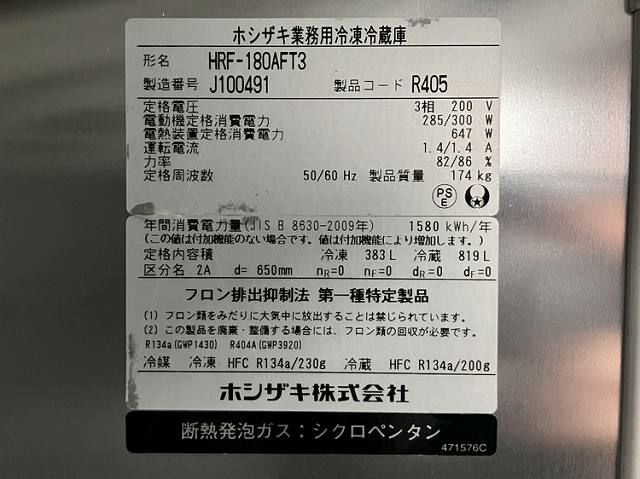 ホシザキ業務用冷凍冷蔵庫
形名 HRF-180AFT3
製造番号 J100491 製品コード R405
定格電圧 3相 200 V
電動機定格消費電力 285/300 W
電熱装置定格消費電力 647 W
運転電流 1.4/1.4 A
力率 82/86 %
定格周波数 50/60 Hz 製品質量 174 kg
PS
E
年間消費電力量(JIS B 8630-2009年) 1580 kWh/年
(この値は付加機能のない場合です。値は付加機能により増加します。)
定格内容積 冷凍 383 L 冷蔵 819 L
区分名 2A d= 650mm nR=0 nF=0 dR=0 dF=0
フロン排出抑制法 第一種特定製品
(1) フロン類をみだりに大気中に放出することは禁じられています。
(2) この製品を廃棄・整備する場合には、フロン類の回収が必要です。
R134a(GWP1430) R404A(GWP3920)
冷媒 冷凍 HFC R134a/230g 冷蔵 HFC R134a/200g
ホシザキ株式会社
断熱発泡ガス：シクロペンタン
471576C